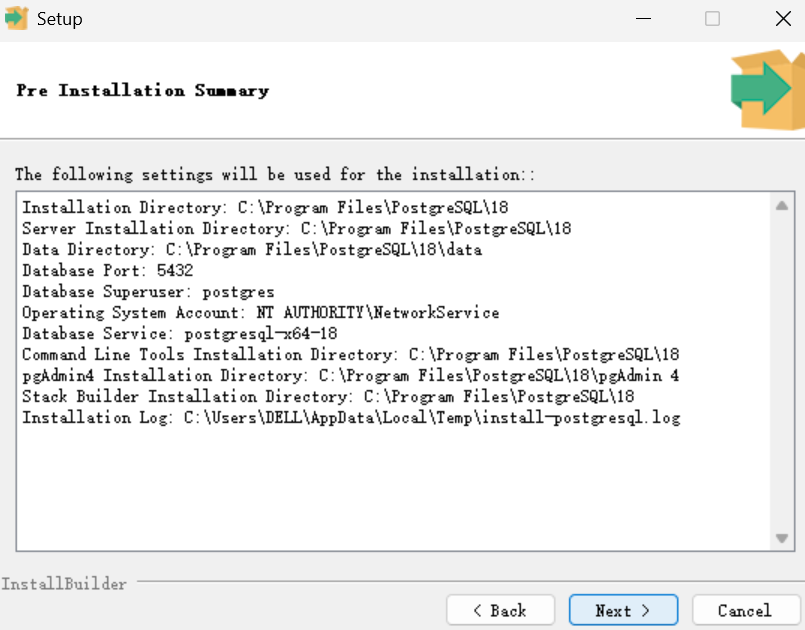 Setup
Pre Installation Summary
The following settings will be used for the installation::
Installation Directory: C:\Program Files\PostgreSQL\18
Server Installation Directory: C:\Program Files\PostgreSQL\18
Data Directory: C:\Program Files\PostgreSQL\18\data
Database Port: 5432
Database Superuser: postgres
Operating System Account: NT AUTHORITY\NetworkService
Database Service: postgresql-x64-18
Command Line Tools Installation Directory: C:\Program Files\PostgreSQL\18
pgAdmin4 Installation Directory: C:\Program Files\PostgreSQL\18\pgAdmin 4
Stack Builder Installation Directory: C:\Program Files\PostgreSQL\18
Installation Log: C:\Users\DELL\AppData\Local\Temp\install-postgresql.log
InstallBuilder
< Back
Next >
Cancel